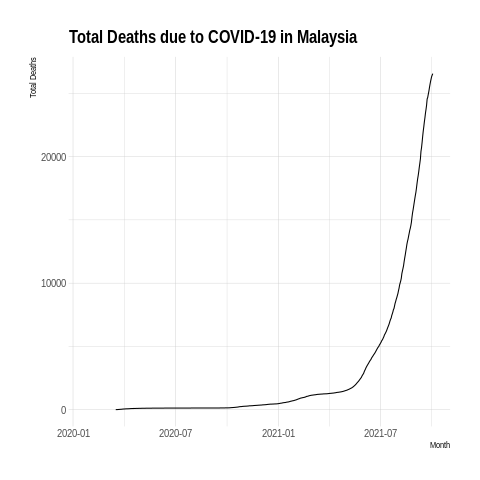 Total Deaths due to COVID-19 in Malaysia
Total Deaths
20000
10000
0
2020-01 2020-07 2021-01 2021-07
Month